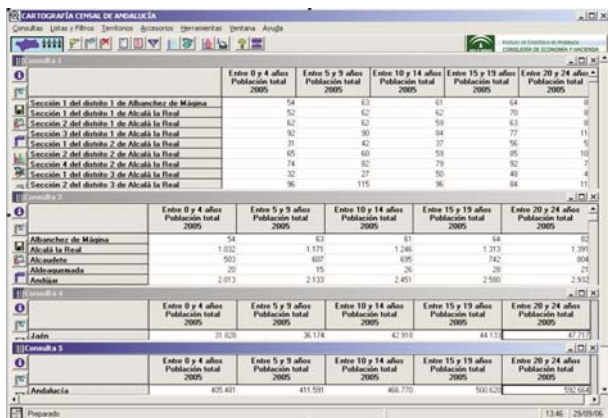 CARTOGRAFÍA CENSAL DE ANDALUCÍA
Consultas Listas y Filtros Territorios Accesorios Herramientas Ventana Ayuda
Instituto de Estadística de Andalucía
CONSEJERÍA DE ECONOMÍA Y HACIENDA
Consulta 1
Entre 0 y 4 años Entre 5 y 9 años Entre 10 y 14 años Entre 15 y 19 años Entre 20 y 24 años
Población total Población total Población total Población total Población total
2005 2005 2005 2005 2005
Sección 1 del distrito 1 de Albanchez de Mágina 54 63 61 64 8
Sección 1 del distrito 1 de Alcalá la Real 52 62 62 70 8
Sección 2 del distrito 1 de Alcalá la Real 62 62 59 63 8
Sección 3 del distrito 1 de Alcalá la Real 92 90 84 77 11
Sección 1 del distrito 2 de Alcalá la Real 31 42 37 56 5
Sección 2 del distrito 2 de Alcalá la Real 65 60 59 85 10
Sección 4 del distrito 2 de Alcalá la Real 74 82 79 92 7
Sección 1 del distrito 3 de Alcalá la Real 32 27 50 48 4
Sección 2 del distrito 3 de Alcalá la Real 96 115 96 84 11
Entre 0 y 4 años Entre 5 y 9 años Entre 10 y 14 años Entre 15 y 19 años Entre 20 y 24 años
Población total Población total Población total Población total Población total
2005 2005 2005 2005 2005
Albanchez de Mágina 54 63 61 64 82
Alcalá la Real 1.032 1.171 1.246 1.313 1.391
Alcaudete 503 607 695 742 804
Aldeaquemada 20 15 26 28 21
Andújar 2.013 2.133 2.451 2.580 2.932
Consulta 4
Entre 0 y 4 años Entre 5 y 9 años Entre 10 y 14 años Entre 15 y 19 años Entre 20 y 24 años
Población total Población total Población total Población total Población total
2005 2005 2005 2005 2005
Jaén 31.828 36.174 42.918 44.133 47.717
Consulta 5
Entre 0 y 4 años Entre 5 y 9 años Entre 10 y 14 años Entre 15 y 19 años Entre 20 y 24 años
Población total Población total Población total Población total Población total
2005 2005 2005 2005 2005
Andalucía 405.481 411.591 466.770 500.620 592.664
Preparado 13:46 29/09/06